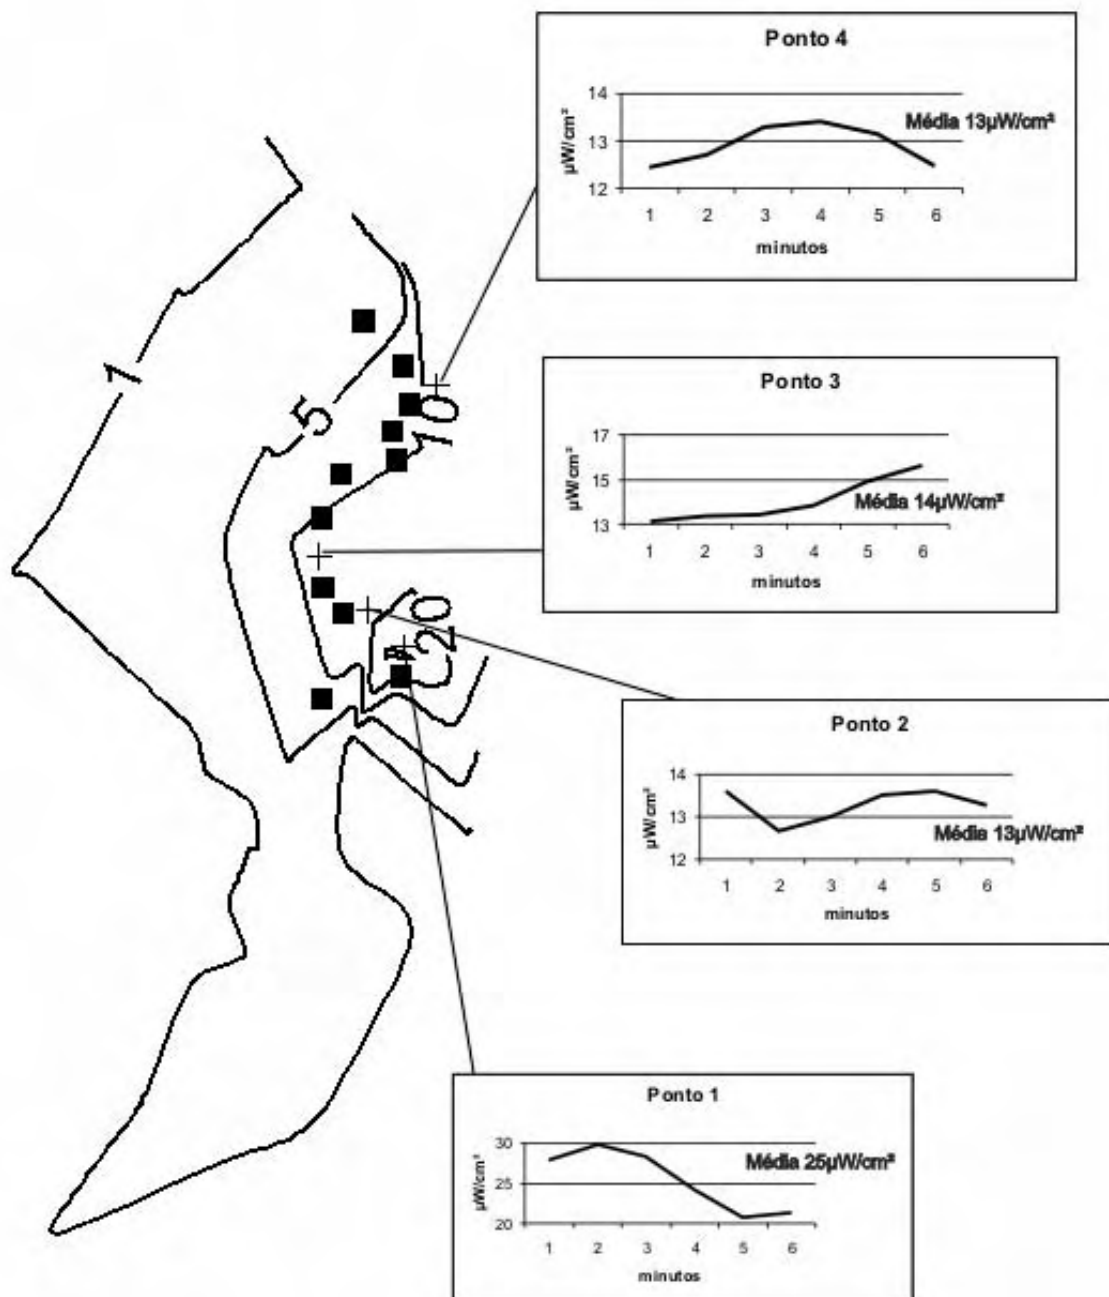 Ponto 4
14
Média 13µW/cm²
13
12
µW/cm²
1 2 3 4 5 6
minutos
1
5
10
20
Ponto 3
17
15
Média 14µW/cm²
13
µW/cm²
1 2 3 4 5 6
minutos
Ponto 2
14
13
Média 13µW/cm²
12
µW/cm²
1 2 3 4 5 6
minutos
Ponto 1
30
Média 25µW/cm²
25
20
µW/cm²
1 2 3 4 5 6
minutos